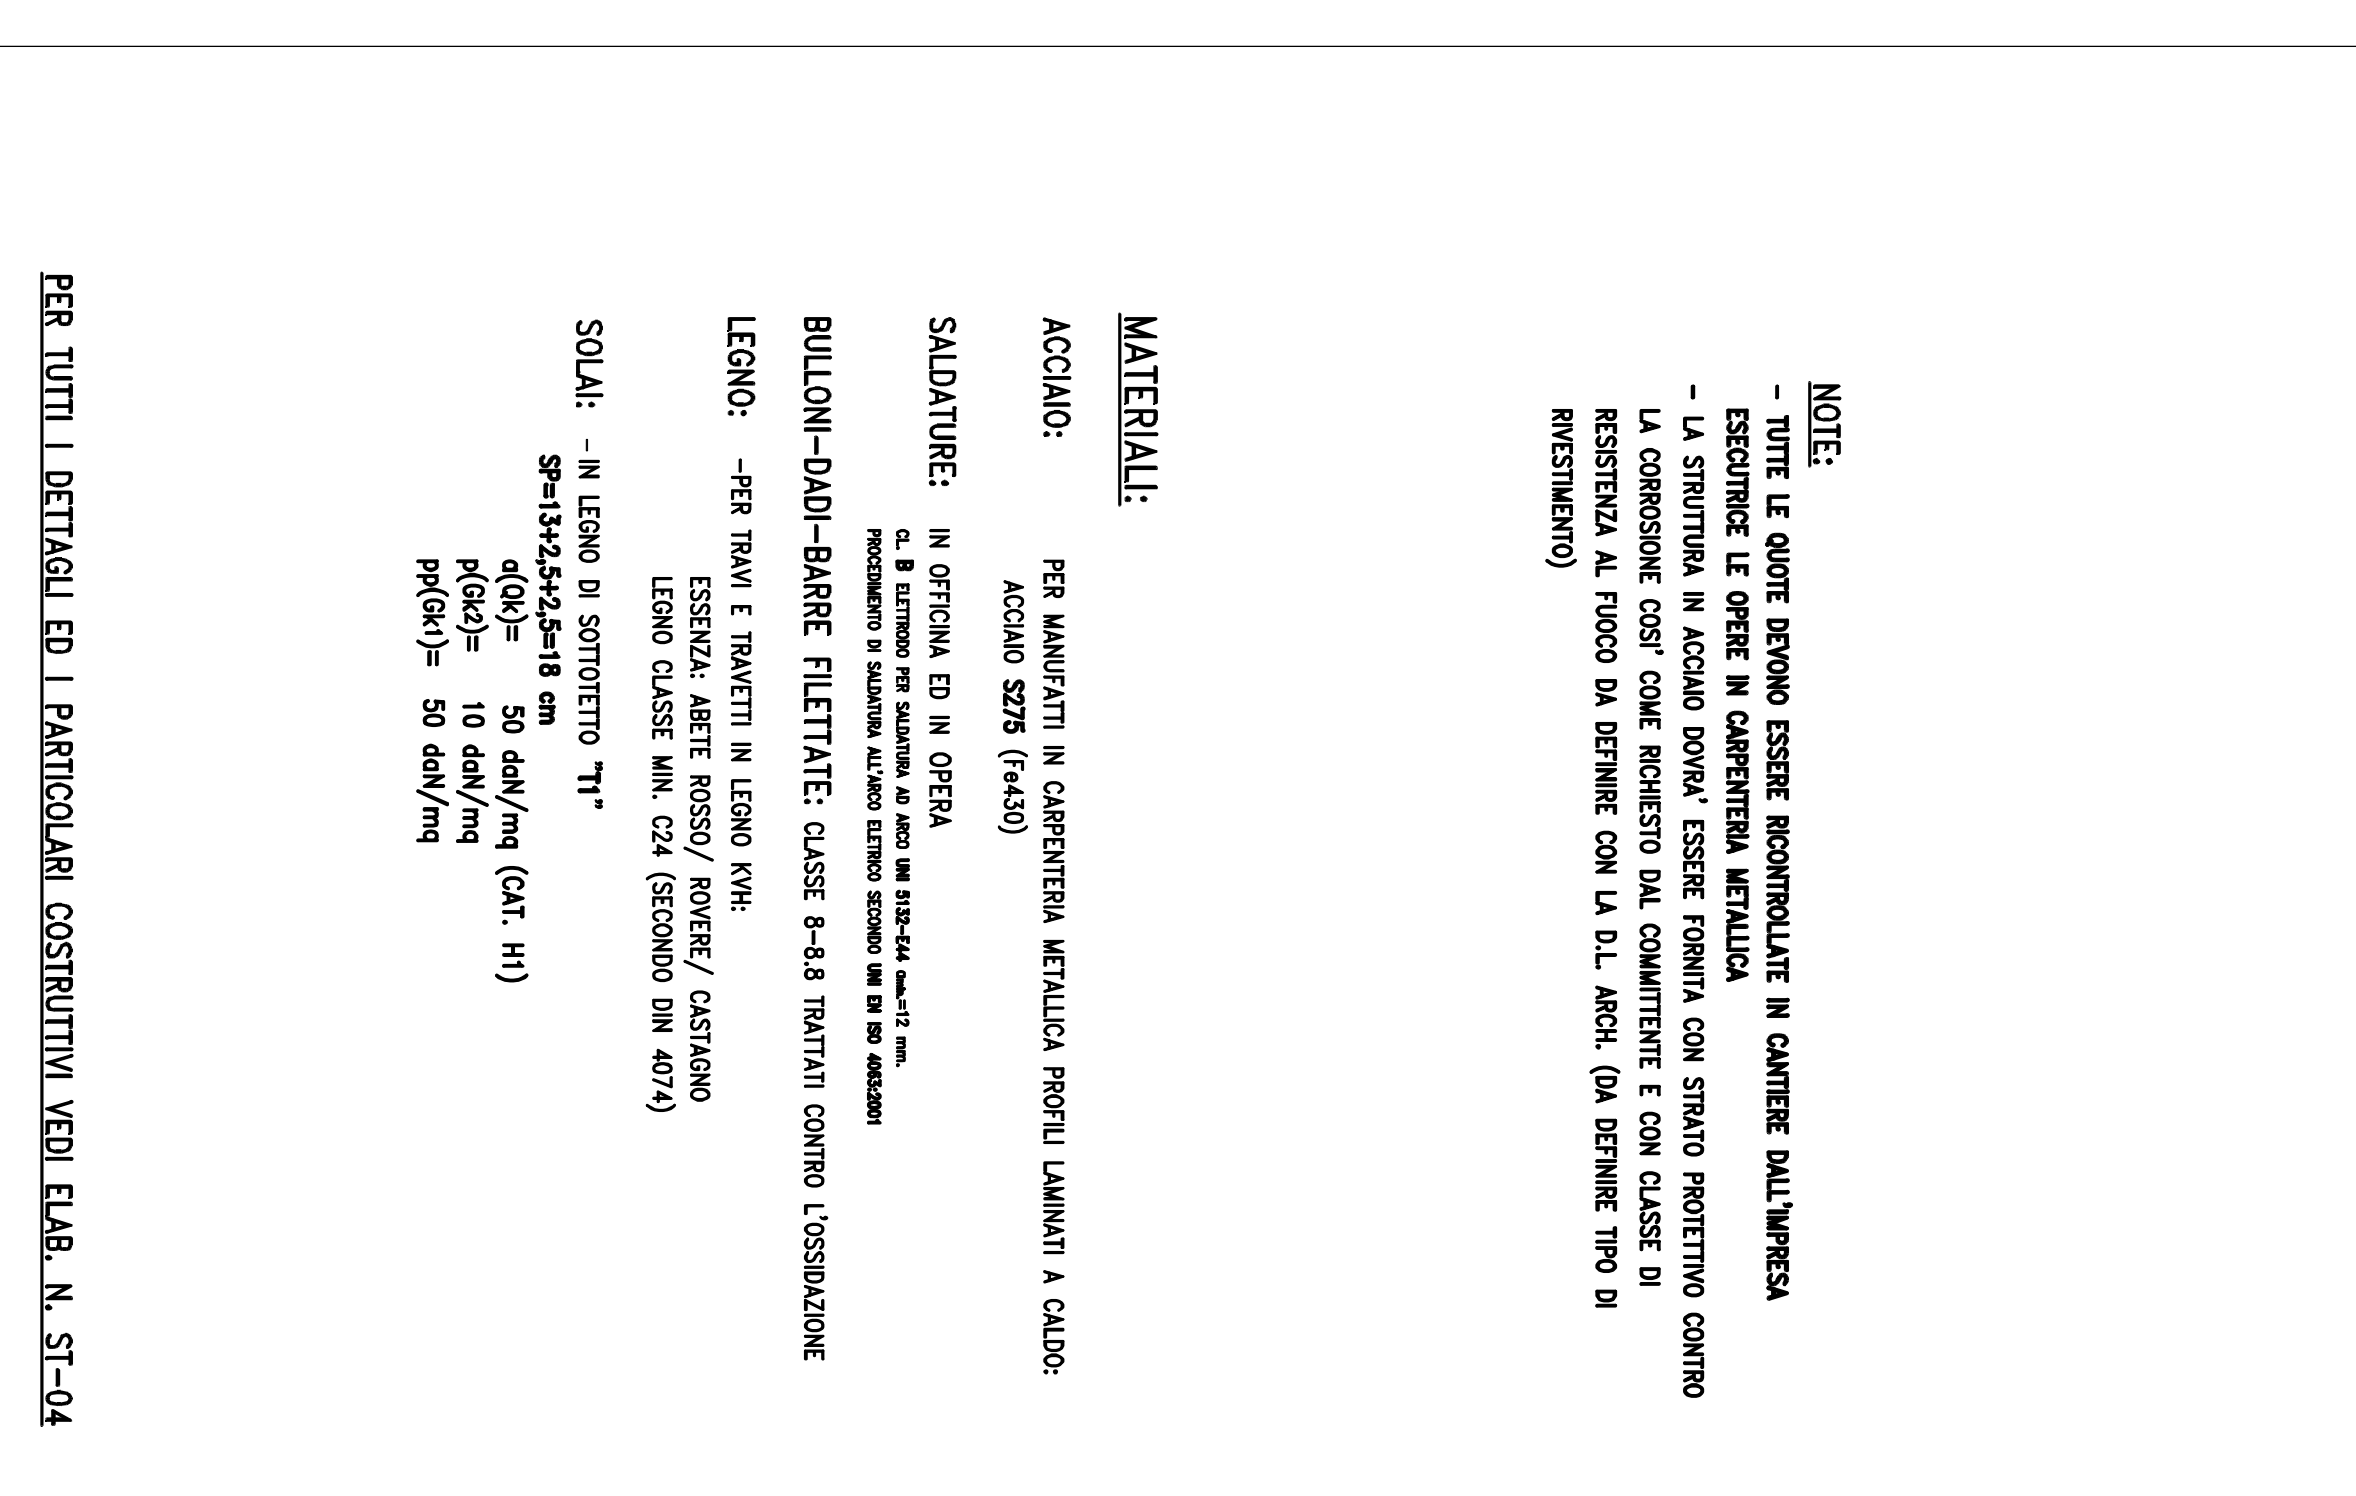 NOTE:
- TUTTE LE QUOTE DEVONO ESSERE RICONTROLLATE IN CANTIERE DALL'IMPRESA
ESECUTRICE LE OPERE IN CARPENTERIA METALLICA
- LA STRUTTURA IN ACCIAIO DOVRA' ESSERE FORNITA CON STRATO PROTETTIVO CONTRO
LA CORROSIONE COSI' COME RICHIESTO DAL COMMITTENTE E CON CLASSE DI
RESISTENZA AL FUOCO DA DEFINIRE CON LA D.L. ARCH. (DA DEFINIRE TIPO DI
RIVESTIMENTO)
MATERIALI:
ACCIAIO: PER MANUFATTI IN CARPENTERIA METALLICA PROFILI LAMINATI A CALDO:
ACCIAIO S275 (Fe430)
SALDATURE: IN OFFICINA ED IN OPERA
CL. B ELETTRODO PER SALDATURA AD ARCO UNI 5132-E44 amin.=12 mm.
PROCEDIMENTO DI SALDATURA ALL'ARCO ELETRICO SECONDO UNI EN ISO 4063:2001
BULLONI-DADI-BARRE FILETTATE: CLASSE 8-8.8 TRATTATI CONTRO L'OSSIDAZIONE
LEGNO: -PER TRAVI E TRAVETTI IN LEGNO KVH:
ESSENZA: ABETE ROSSO/ ROVERE/ CASTAGNO
LEGNO CLASSE MIN. C24 (SECONDO DIN 4074)
SOLAI: -IN LEGNO DI SOTTOTETTO "T1"
SP=13+2,5+2,5=18 cm
a(Qk)= 50 daN/mq (CAT. H1)
p(Gk2)= 10 daN/mq
pp(Gk1)= 50 daN/mq
PER TUTTI I DETTAGLI ED I PARTICOLARI COSTRUTTIVI VEDI ELAB. N. ST-04